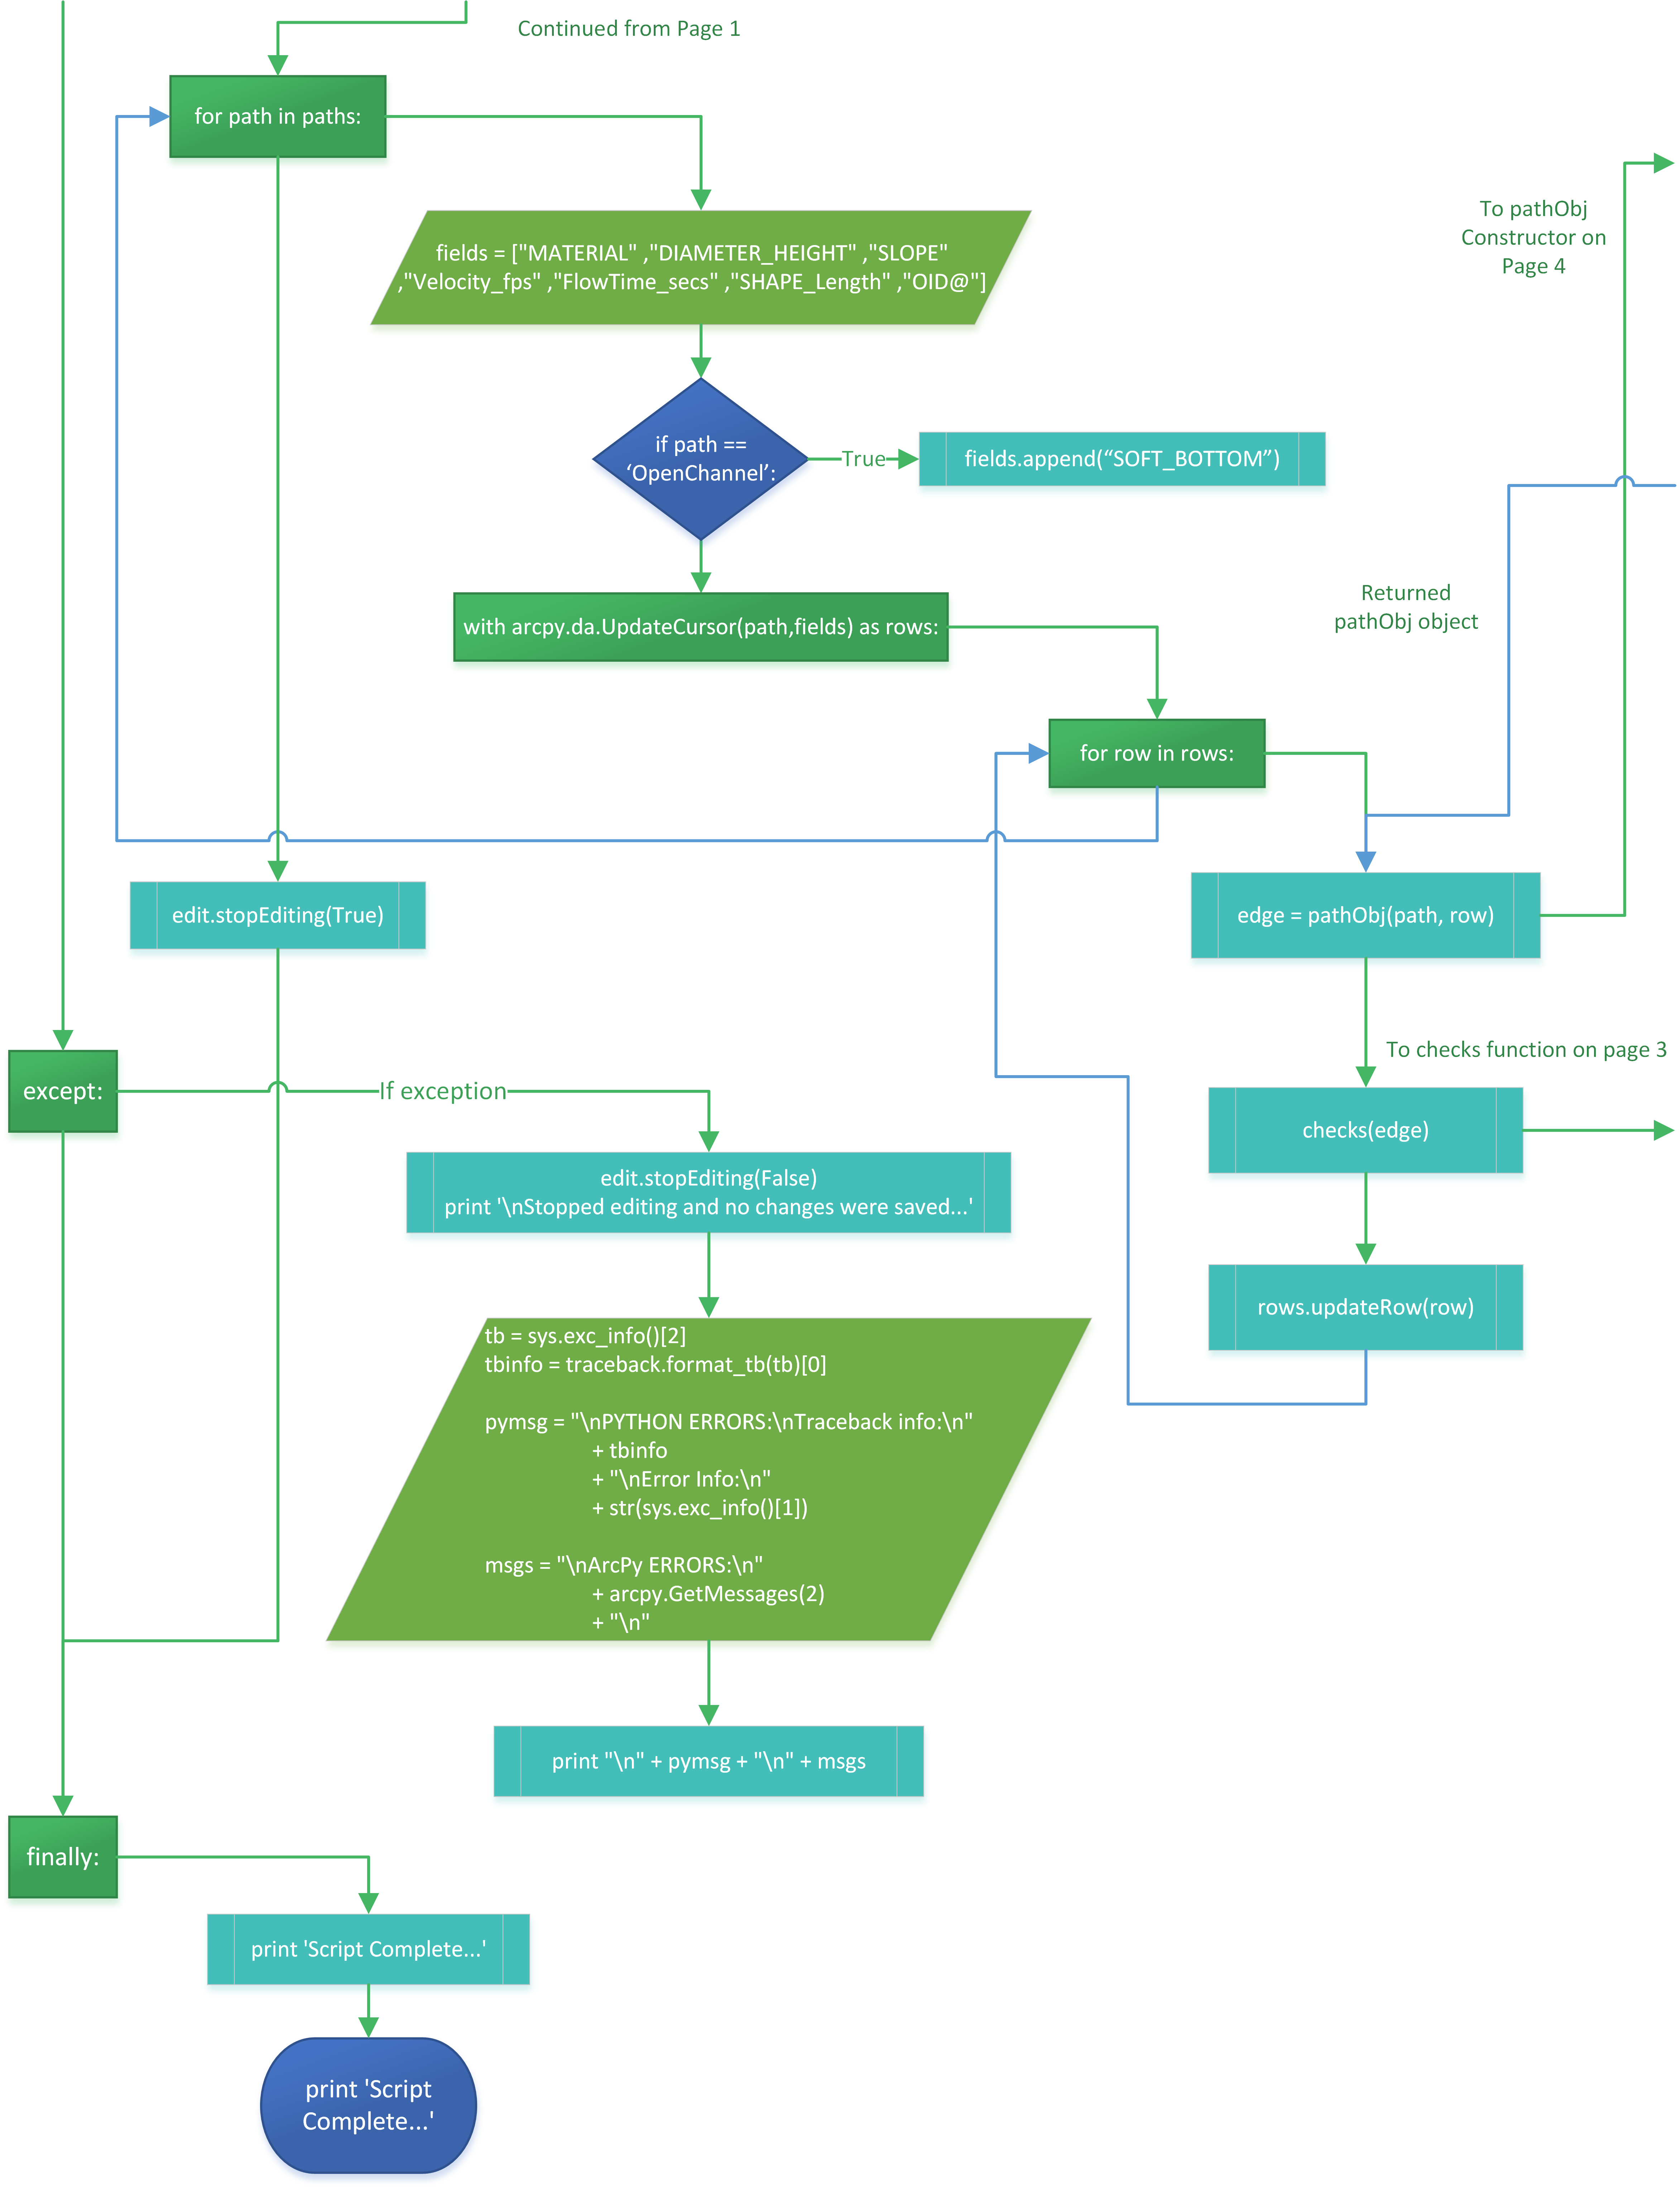 Continued from Page 1
for path in paths:
To pathObj
Constructor on
Page 4
fields = ["MATERIAL" ,"DIAMETER_HEIGHT" ,"SLOPE"
,"Velocity_fps" ,"FlowTime_secs" ,"SHAPE_Length" ,"OID@"]
if path ==
‘OpenChannel’:
True
fields.append(“SOFT_BOTTOM”)
Returned
pathObj object
with arcpy.da.UpdateCursor(path,fields) as rows:
for row in rows:
edit.stopEditing(True)
edge = pathObj(path, row)
To checks function on page 3
except:
If exception
checks(edge)
edit.stopEditing(False)
print '\nStopped editing and no changes were saved...'
rows.updateRow(row)
tb = sys.exc_info()[2]
tbinfo = traceback.format_tb(tb)[0]
pymsg = "\nPYTHON ERRORS:\nTraceback info:\n"
+ tbinfo
+ "\nError Info:\n"
+ str(sys.exc_info()[1])
msgs = "\nArcPy ERRORS:\n"
+ arcpy.GetMessages(2)
+ "\n"
print "\n" + pymsg + "\n" + msgs
finally:
print 'Script Complete...'
print 'Script
Complete...'